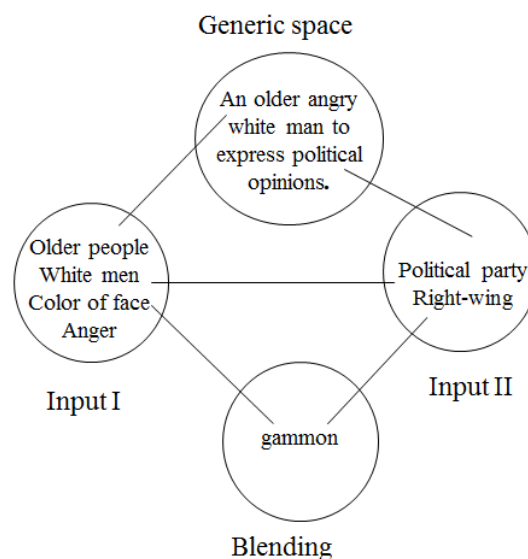 Generic space
An older angry
white man to
express political
opinions.
Older people
White men
Color of face
Anger
Input I
Political party
Right-wing
Input II
gammon
Blending